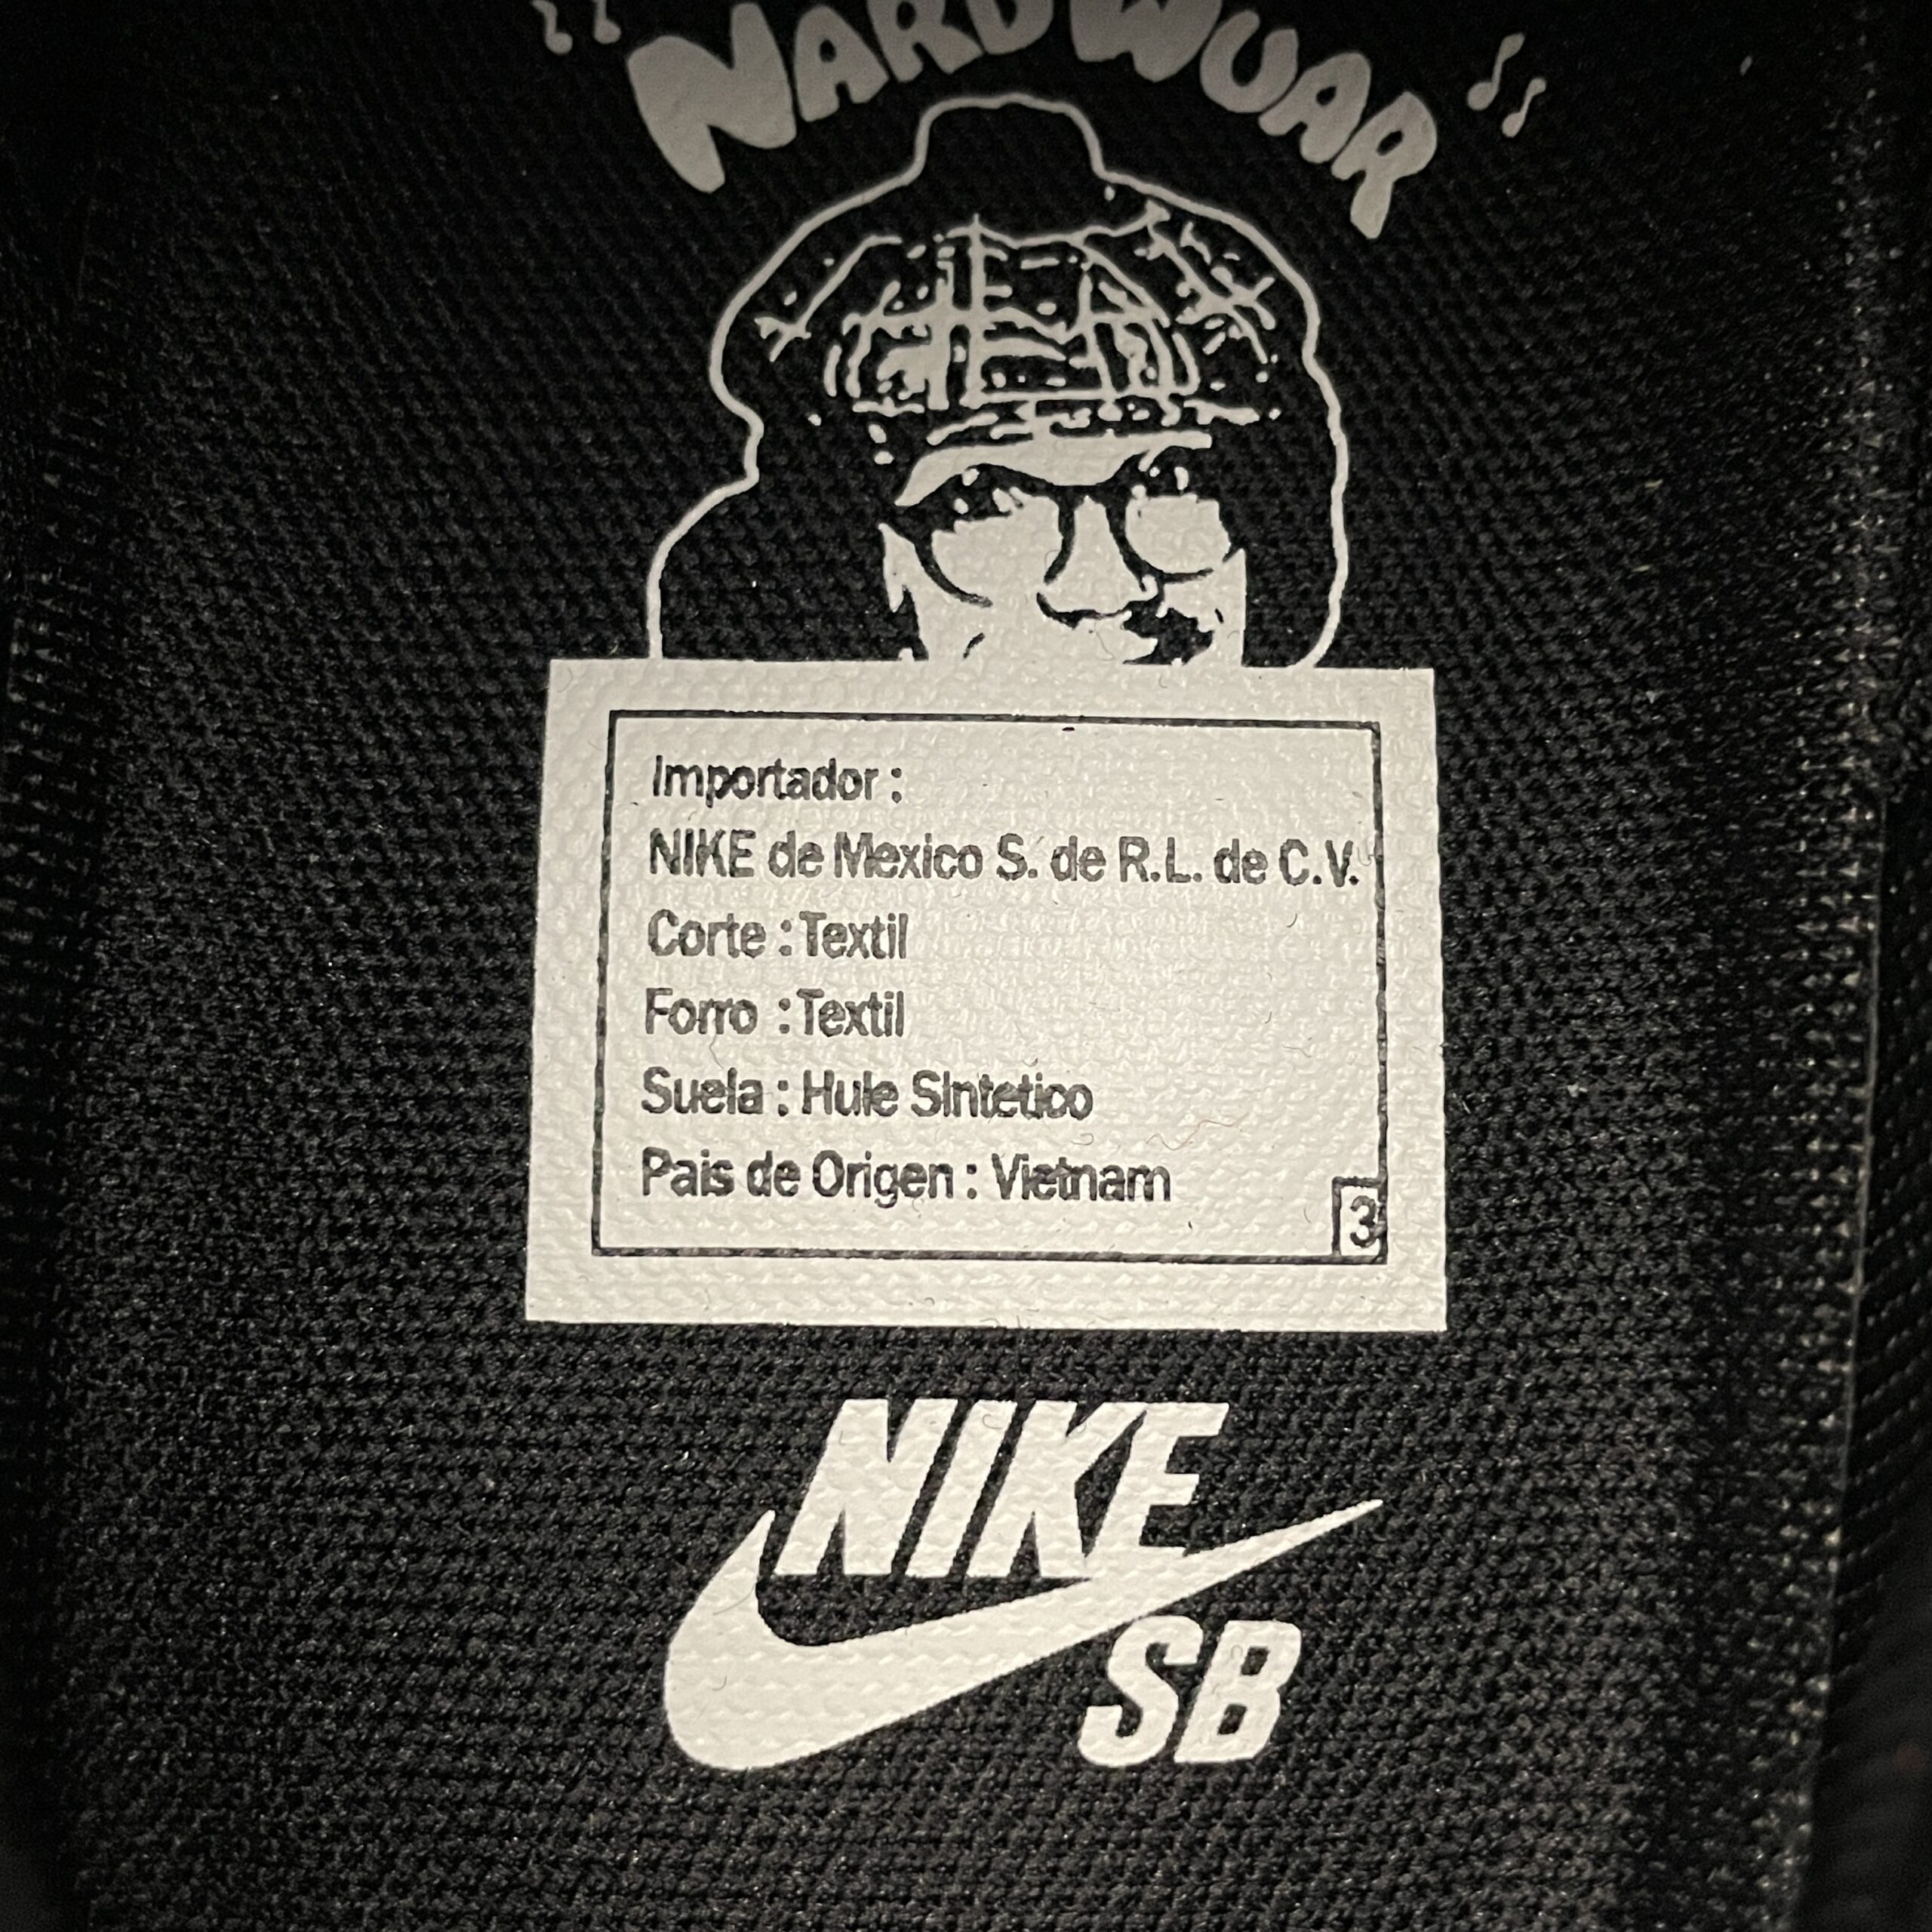 NARDWUAR
Importador :
NIKE de Mexico S. de R.L. de C.V.
Corte : Textil
Forro : Textil
Suela : Hule SIntetico
Pais de Origen : Vietnam
3
NIKE
SB